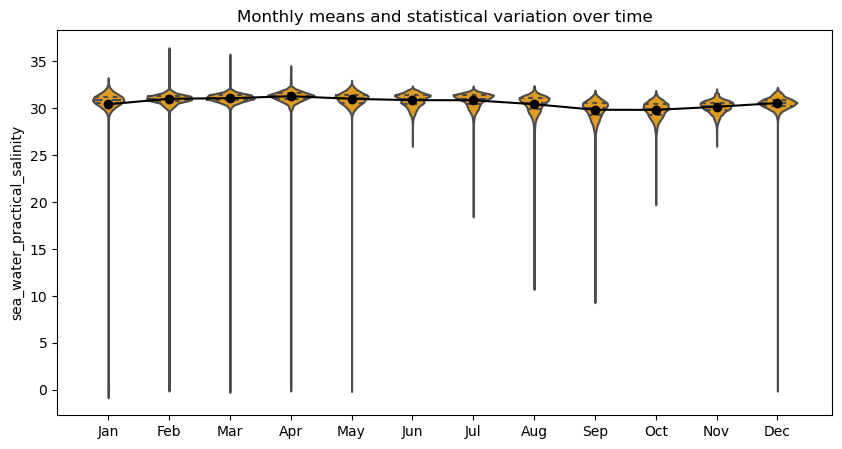 Monthly means and statistical variation over time
sea_water_practical_salinity
35
30
25
20
15
10
5
0
Jan Feb Mar Apr May Jun Jul Aug Sep Oct Nov Dec